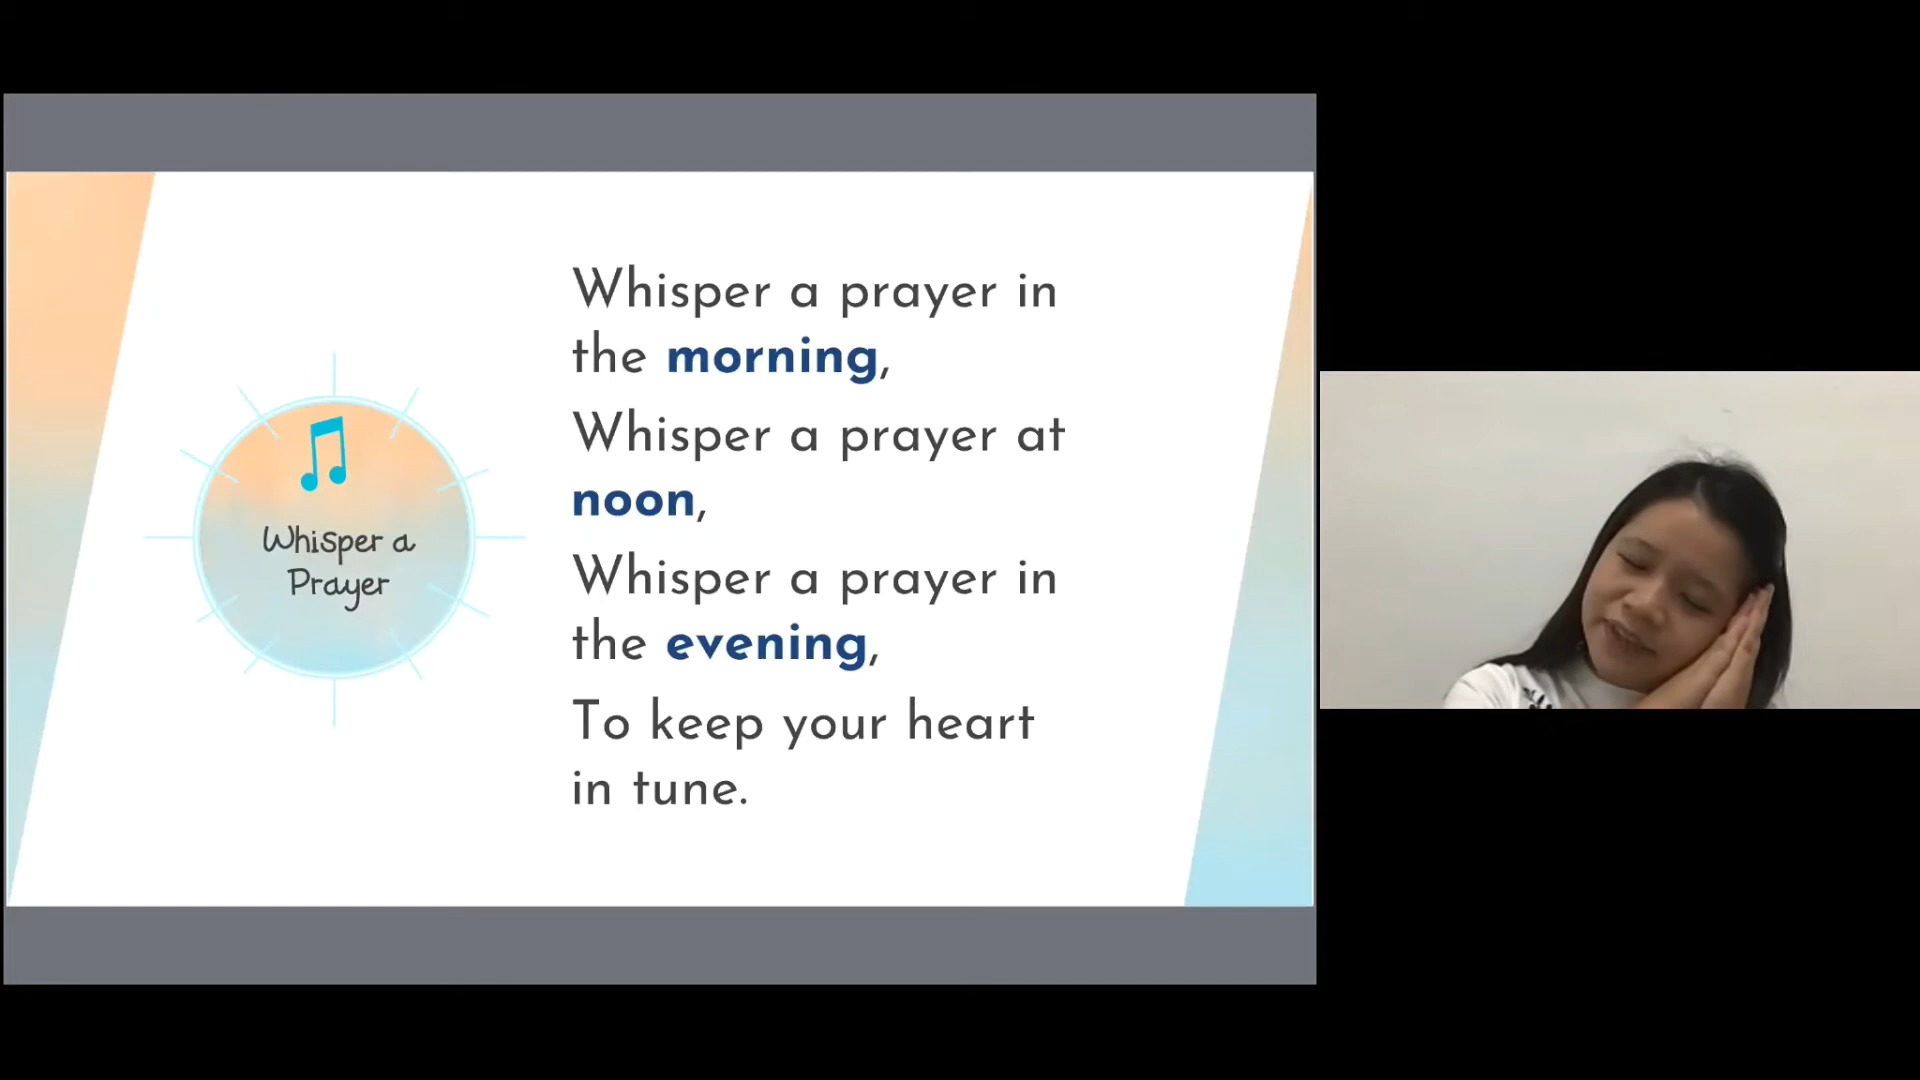 Whisper a
Prayer
Whisper a prayer in
the morning,
Whisper a prayer at
noon,
Whisper a prayer in
the evening,
To keep your heart
in tune.